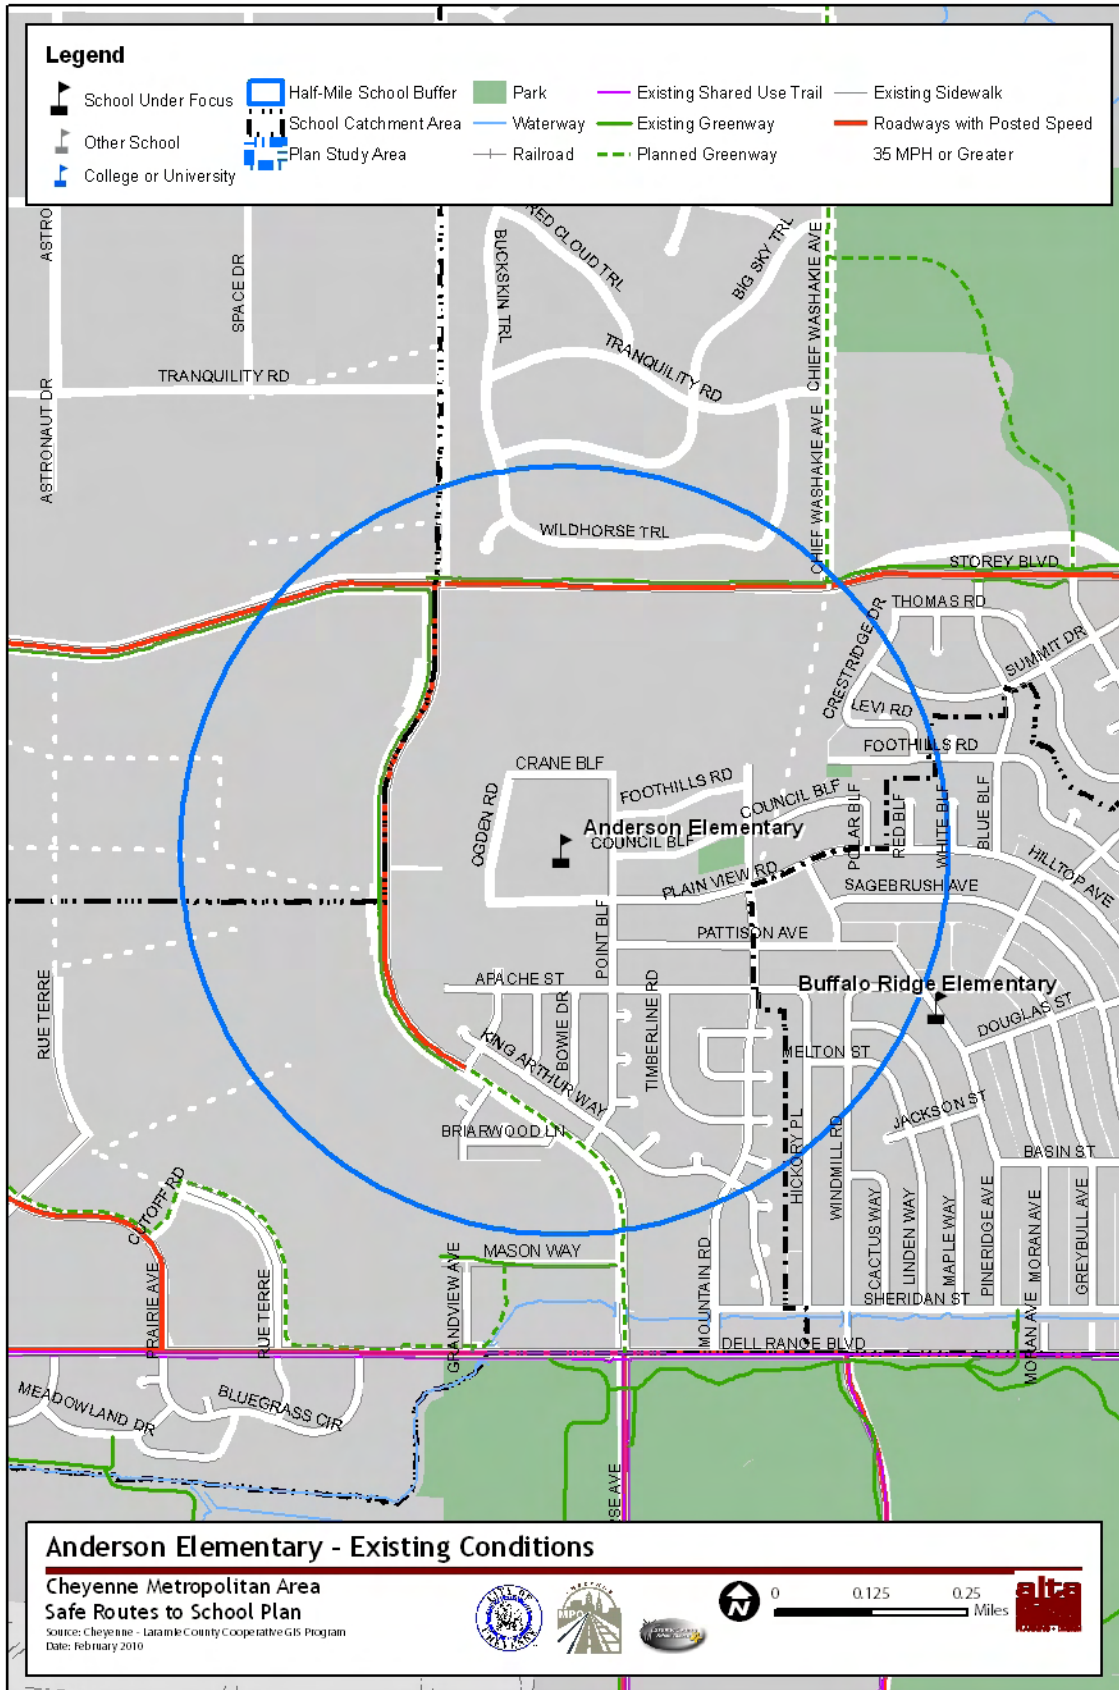 Legend
School Under Focus
Other School
College or University
Half-Mile School Buffer
School Catchment Area
Plan Study Area
Park
Waterway
Railroad
Existing Shared Use Trail
Existing Greenway
Planned Greenway
Existing Sidewalk
Roadways with Posted Speed
35 MPH or Greater
ASTRO
SPACE DR
BUCKSKIN TRL
RED CLOUD TRL
BIG SKY TRL
CHIEF WASHAKIE AVE
TRANQUILITY RD
TRANQUILITY RD
ASTRONAUT DR
CHIEF WASHAKIE AVE
WILDHORSE TRL
CHIEF WASHAKIE AVE
STOREY BLVD
THOMAS RD
CRESTRIDGE DR
SUMMIT DR
LEVI RD
FOOTHILLS RD
CRANE BLF
FOOTHILLS RD
COUNCIL BLF
OGDEN RD
Anderson Elementary
COUNCIL BLF
POLAR BLF
RED BLF
WHITE BLF
BLUE BLF
HILLTOP AVE
PLAIN VIEW RD
SAGEBRUSH AVE
POINT BLF
PATTISON AVE
APACHE ST
Buffalo Ridge Elementary
RUE TERRE
BOWIE DR
KING ARTHUR WAY
TIMBERLINE RD
DOUGLAS ST
MELTON ST
JACKSON ST
BRIARWOOD LN
HICKORY PL
WINDMILL RD
BASIN ST
CUTOFF RD
CACTUS WAY
LINDEN WAY
MAPLE WAY
PINERIDGE AVE
MORAN AVE
GREYBULL AVE
MASON WAY
MOUNTAIN RD
SHERIDAN ST
PRAIRIE AVE
RUE TERRE
GRANDVIEW AVE
DELL RANGE BLVD
MORAN AVE
MEADOWLAND DR
BLUEGRASS CIR
RSE AVE
Anderson Elementary - Existing Conditions
Cheyenne Metropolitan Area
Safe Routes to School Plan
Source: Cheyenne - Laramie County Cooperative GIS Program
Date: February 2010
CITY OF
CHEYENNE
MPO
N
0 0.125 0.25
Miles
alta